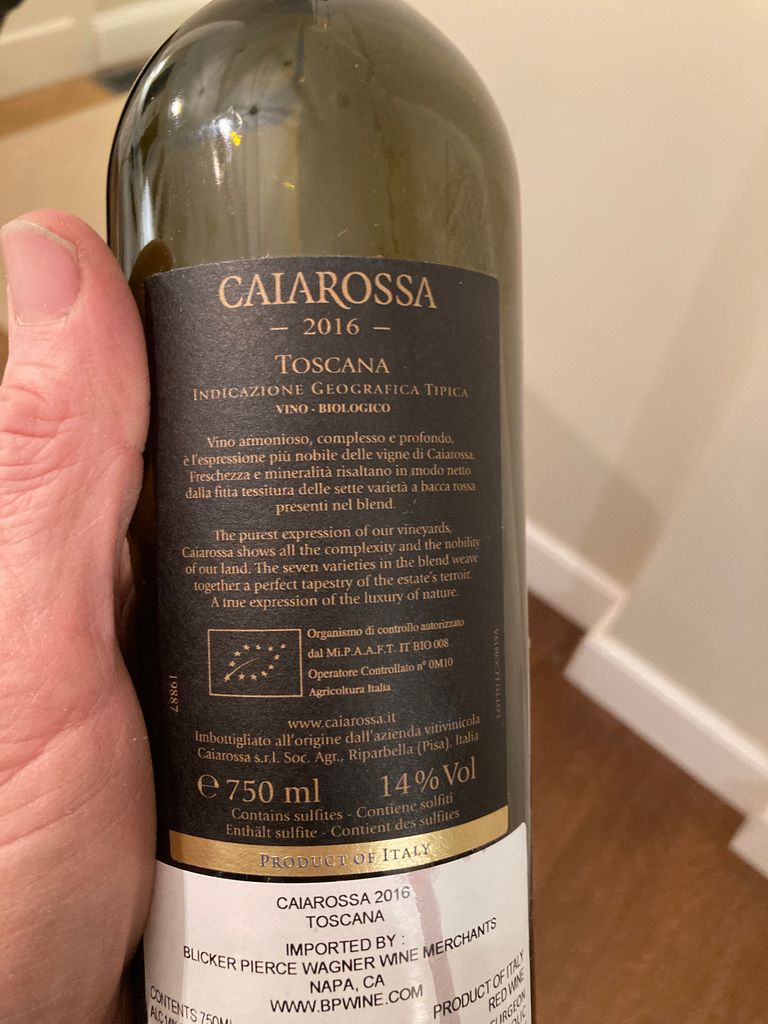 CAIAROSSA
— 2016 —
TOSCANA
INDICAZIONE GEOGRAFICA TIPICA
VINO - BIOLOGICO
Vino armonioso, complesso e profondo,
è l'espressione più nobile delle vigne di Caiarossa.
Freschezza e mineralità risaltano in modo netto
dalla fitta tessitura delle sette varietà a bacca rossa
presenti nel blend.
The purest expression of our vineyards,
Caiarossa shows all the complexity and the nobility
of our land. The seven varieties in the blend weave
together a perfect tapestry of the estate's terroir.
A true expression of the luxury of nature.
Organismo di controllo autorizzato
dal Mi.P.A.A.F.T. IT BIO 008
Operatore Controllato n° 0M10
Agricoltura Italia
19887
www.caiarossa.it
Imbottigliato all'origine dall'azienda vitivinicola
Caiarossa s.r.l. Soc. Agr., Riparbella (Pisa), Italia
e 750 ml 14% Vol
Contains sulfites - Contiene solfiti
Enthält sulfite - Contient des sulfites
PRODUCT OF ITALY
CAIAROSSA 2016
TOSCANA
IMPORTED BY :
BLICKER PIERCE WAGNER WINE MERCHANTS
NAPA, CA
WWW.BPWINE.COM
CONTENTS 750ML
PRODUCT OF ITALY
RED WINE